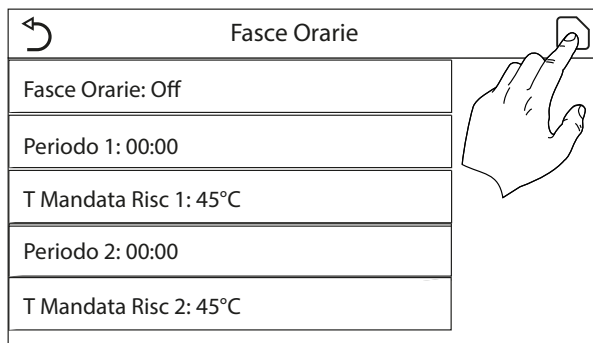 Fasce Orarie
Fasce Orarie: Off
Periodo 1: 00:00
T Mandata Risc 1: 45°C
Periodo 2: 00:00
T Mandata Risc 2: 45°C